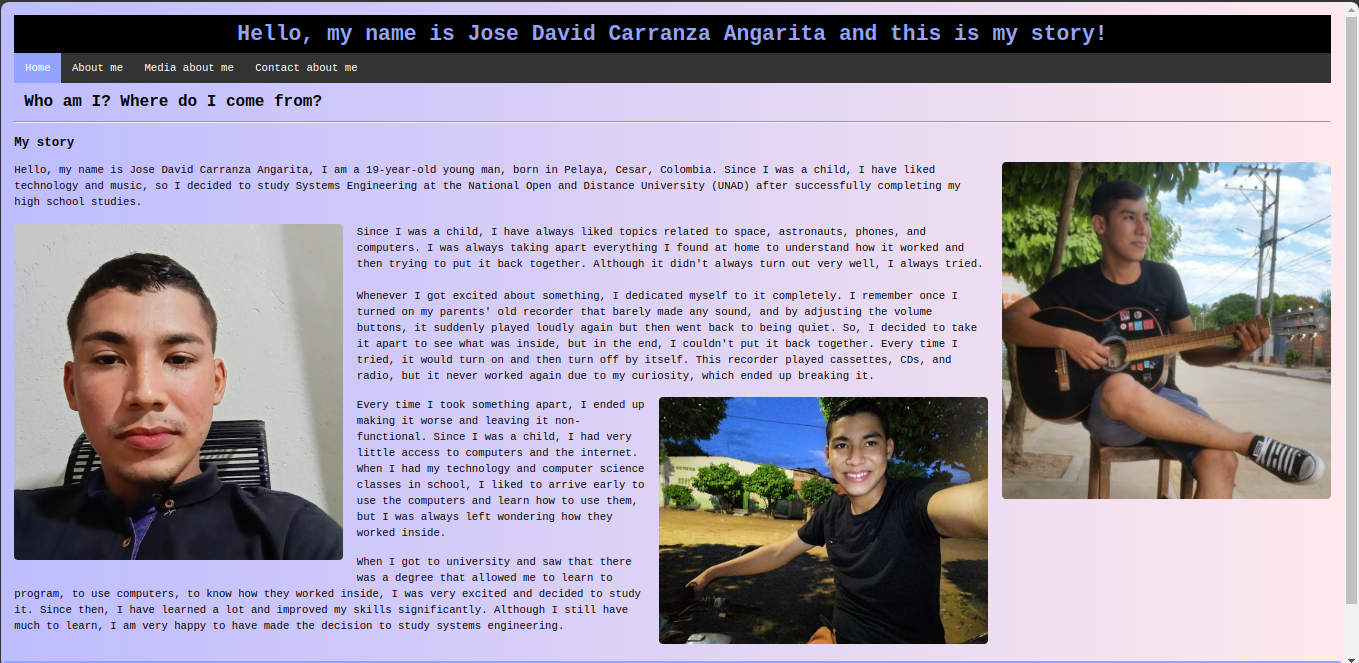 Hello, my name is Jose David Carranza Angarita and this is my story!
Home About me Media about me Contact about me
Who am I? Where do I come from?
My story
Hello, my name is Jose David Carranza Angarita, I am a 19-year-old young man, born in Pelaya, Cesar, Colombia. Since I was a child, I have liked
technology and music, so I decided to study Systems Engineering at the National Open and Distance University (UNAD) after successfully completing my
high school studies.
Since I was a child, I have always liked topics related to space, astronauts, phones, and
computers. I was always taking apart everything I found at home to understand how it worked and
then trying to put it back together. Although it didn't always turn out very well, I always tried.
Whenever I got excited about something, I dedicated myself to it completely. I remember once I
turned on my parents' old recorder that barely made any sound, and by adjusting the volume
buttons, it suddenly played loudly again but then went back to being quiet. So, I decided to take
it apart to see what was inside, but in the end, I couldn't put it back together. Every time I
tried, it would turn on and then turn off by itself. This recorder played cassettes, CDs, and
radio, but it never worked again due to my curiosity, which ended up breaking it.
Every time I took something apart, I ended up
making it worse and leaving it non-
functional. Since I was a child, I had very
little access to computers and the internet.
When I had my technology and computer science
classes in school, I liked to arrive early to
use the computers and learn how to use them,
but I was always left wondering how they
worked inside.
When I got to university and saw that there
was a degree that allowed me to learn to
program, to use computers, to know how they worked inside, I was very excited and decided to study
it. Since then, I have learned a lot and improved my skills significantly. Although I still have
much to learn, I am very happy to have made the decision to study systems engineering.